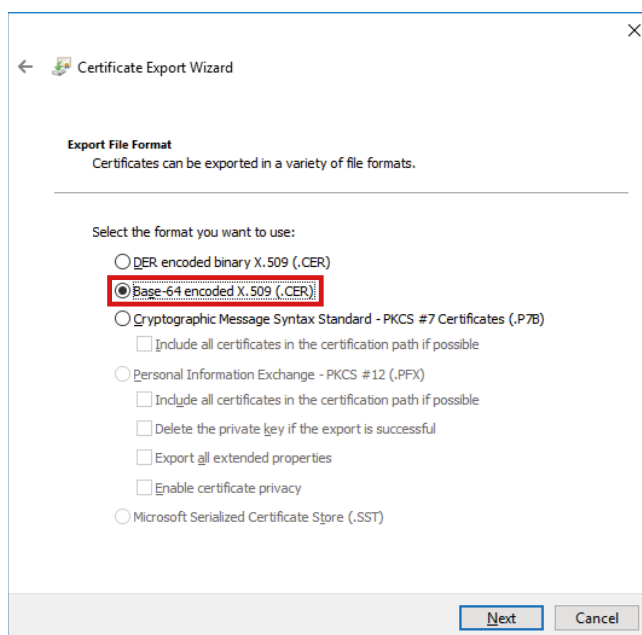 Certificate Export Wizard
Export File Format
Certificates can be exported in a variety of file formats.
Select the format you want to use:
DER encoded binary X.509 (.CER)
Base-64 encoded X.509 (.CER)
Cryptographic Message Syntax Standard - PKCS #7 Certificates (.P7B)
Include all certificates in the certification path if possible
Personal Information Exchange - PKCS #12 (.PFX)
Include all certificates in the certification path if possible
Delete the private key if the export is successful
Export all extended properties
Enable certificate privacy
Microsoft Serialized Certificate Store (.SST)
Next Cancel